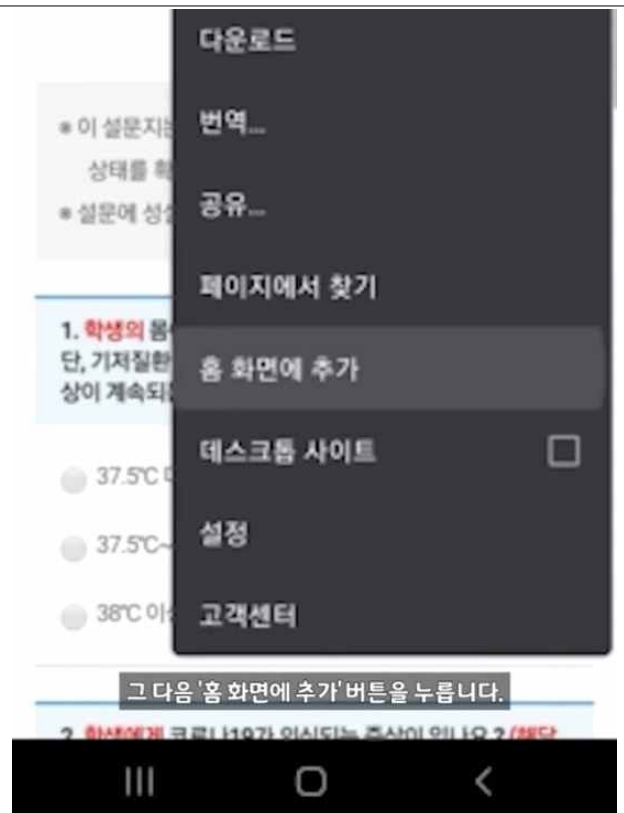 다운로드
번역...
공유...
페이지에서 찾기
홈 화면에 추가
데스크톱 사이트
설정
고객센터
※ 이 설문지는
상태를
※ 설문에
1. 학생의 몸
단, 기저질환
상이 계속되는
37.5℃
37.5℃~
38℃ 이상
그 다음 '홈 화면에 추가' 버튼을 누릅니다.
2. 학생에게 코로나19가 의심되는 증상이 있나요? (해당